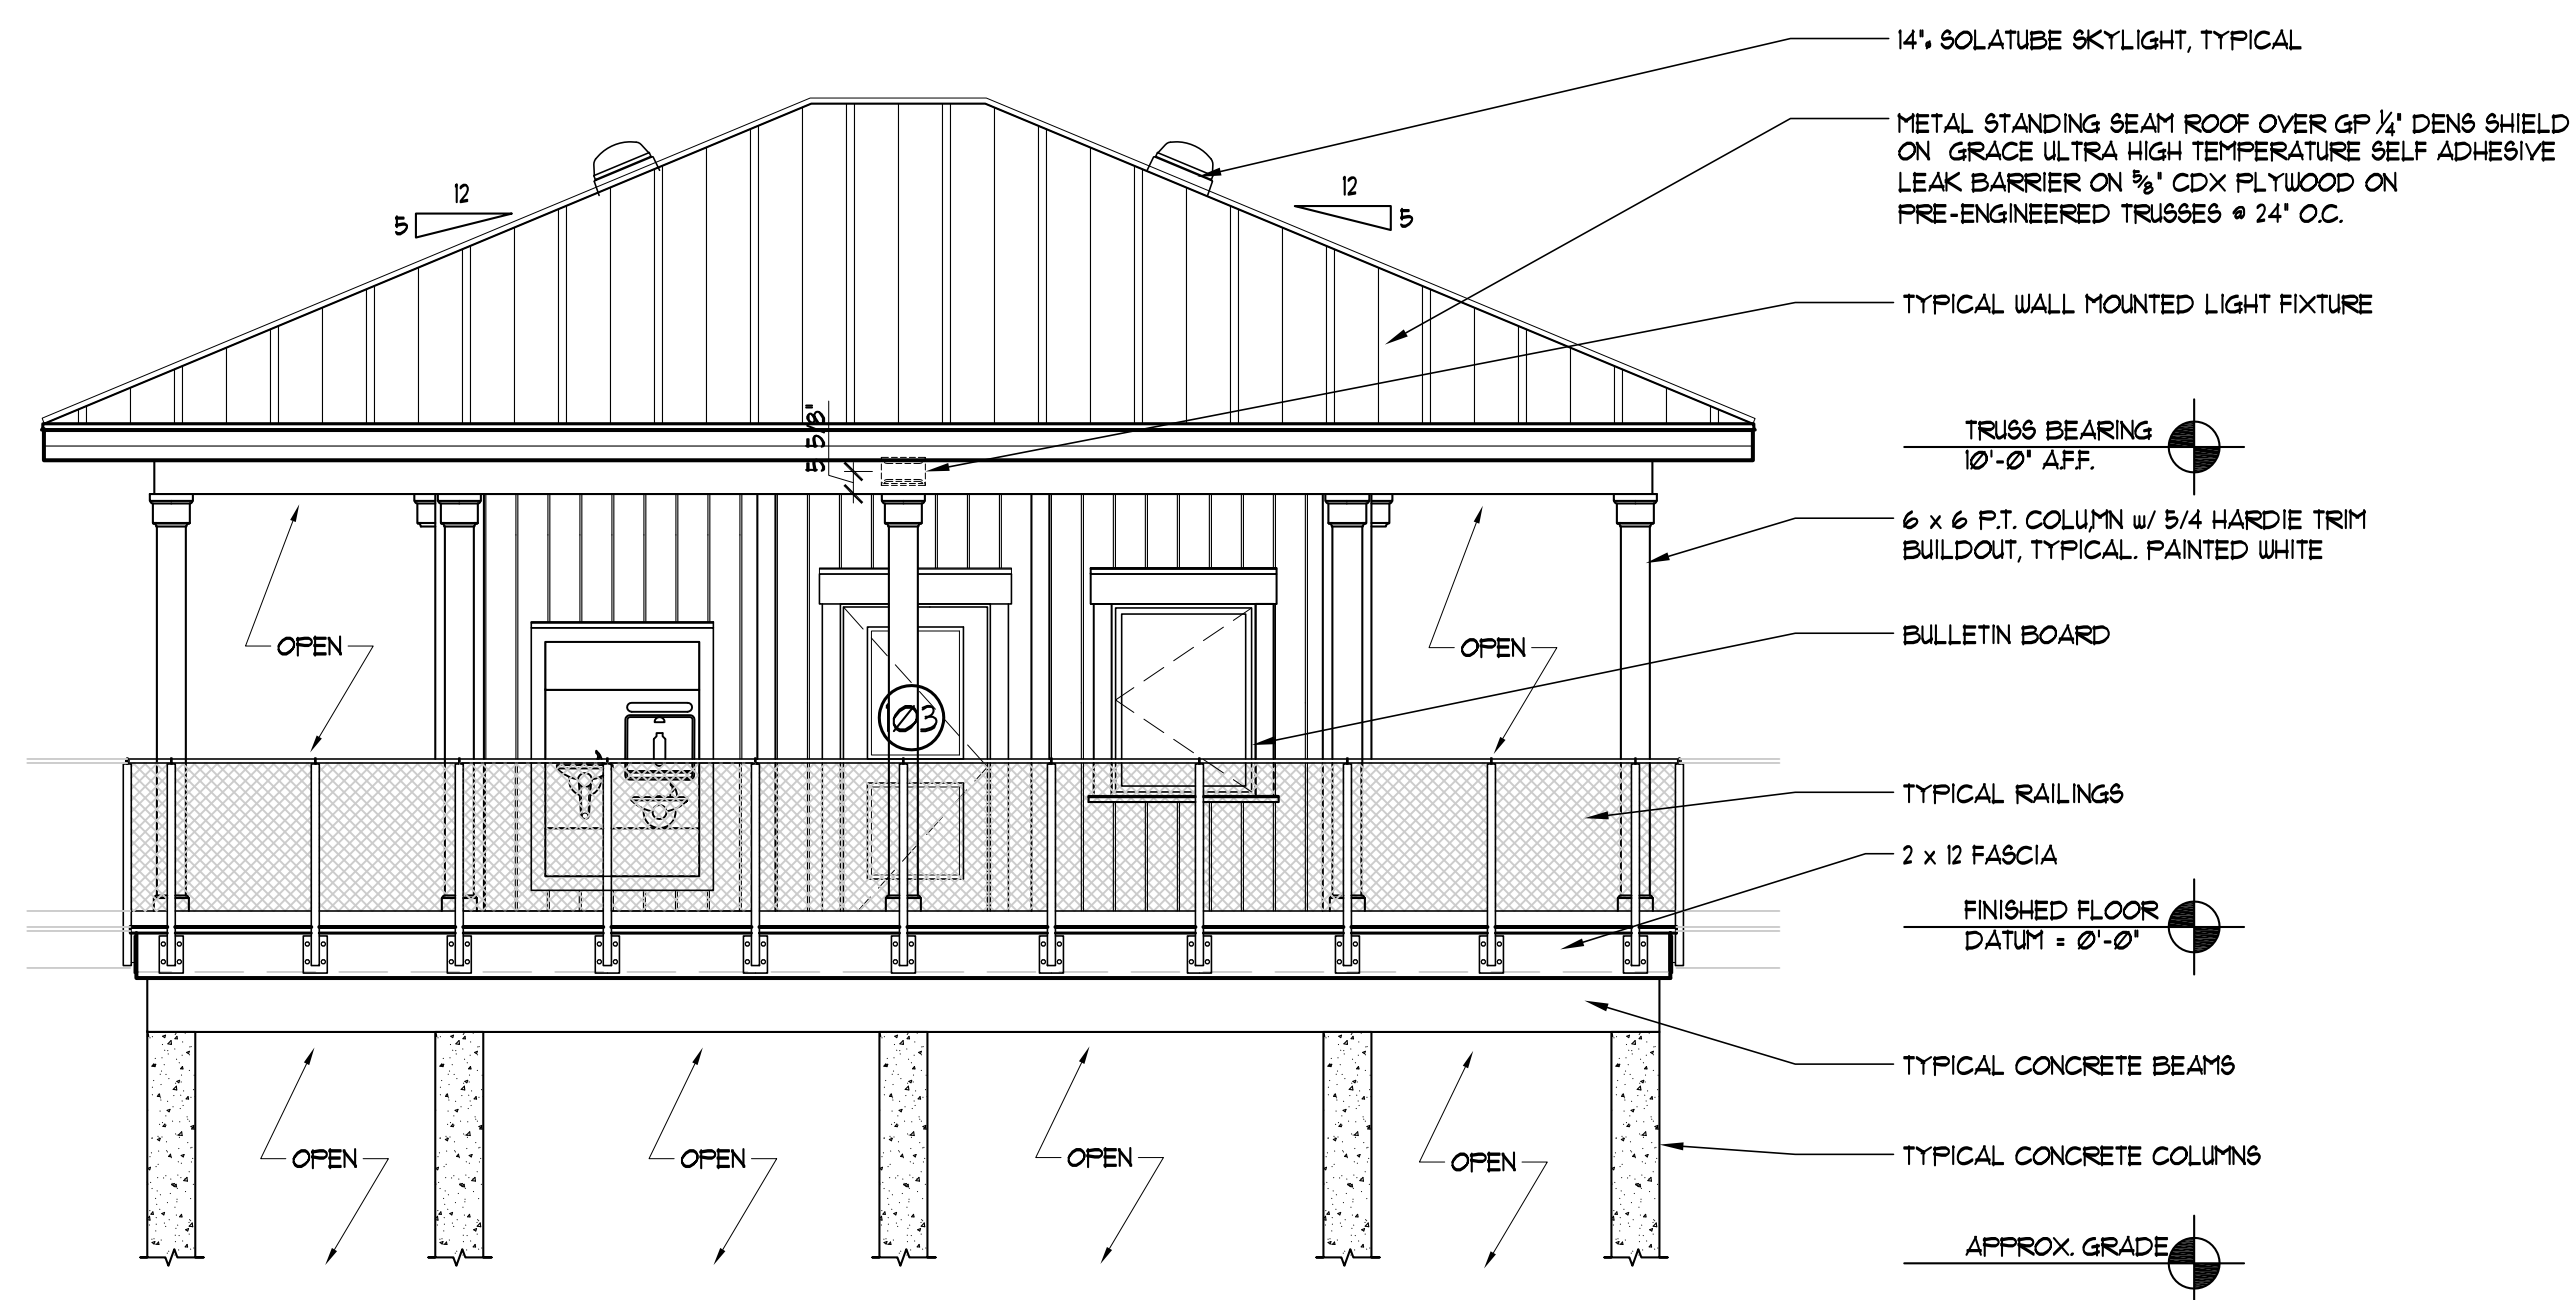 14"⌀ SOLATUBE SKYLIGHT, TYPICAL
METAL STANDING SEAM ROOF OVER GP 1/4" DENS SHIELD
ON GRACE ULTRA HIGH TEMPERATURE SELF ADHESIVE
LEAK BARRIER ON 5/8" CDX PLYWOOD ON
PRE-ENGINEERED TRUSSES @ 24" O.C.
12
5
12
5
TYPICAL WALL MOUNTED LIGHT FIXTURE
5 5/8"
TRUSS BEARING
10'-0" A.F.F.
6 x 6 P.T. COLUMN w/ 5/4 HARDIE TRIM
BUILDOUT, TYPICAL. PAINTED WHITE
OPEN
OPEN
BULLETIN BOARD
103
TYPICAL RAILINGS
2 x 12 FASCIA
FINISHED FLOOR
DATUM = 0'-0"
TYPICAL CONCRETE BEAMS
OPEN
OPEN
OPEN
OPEN
TYPICAL CONCRETE COLUMNS
APPROX. GRADE